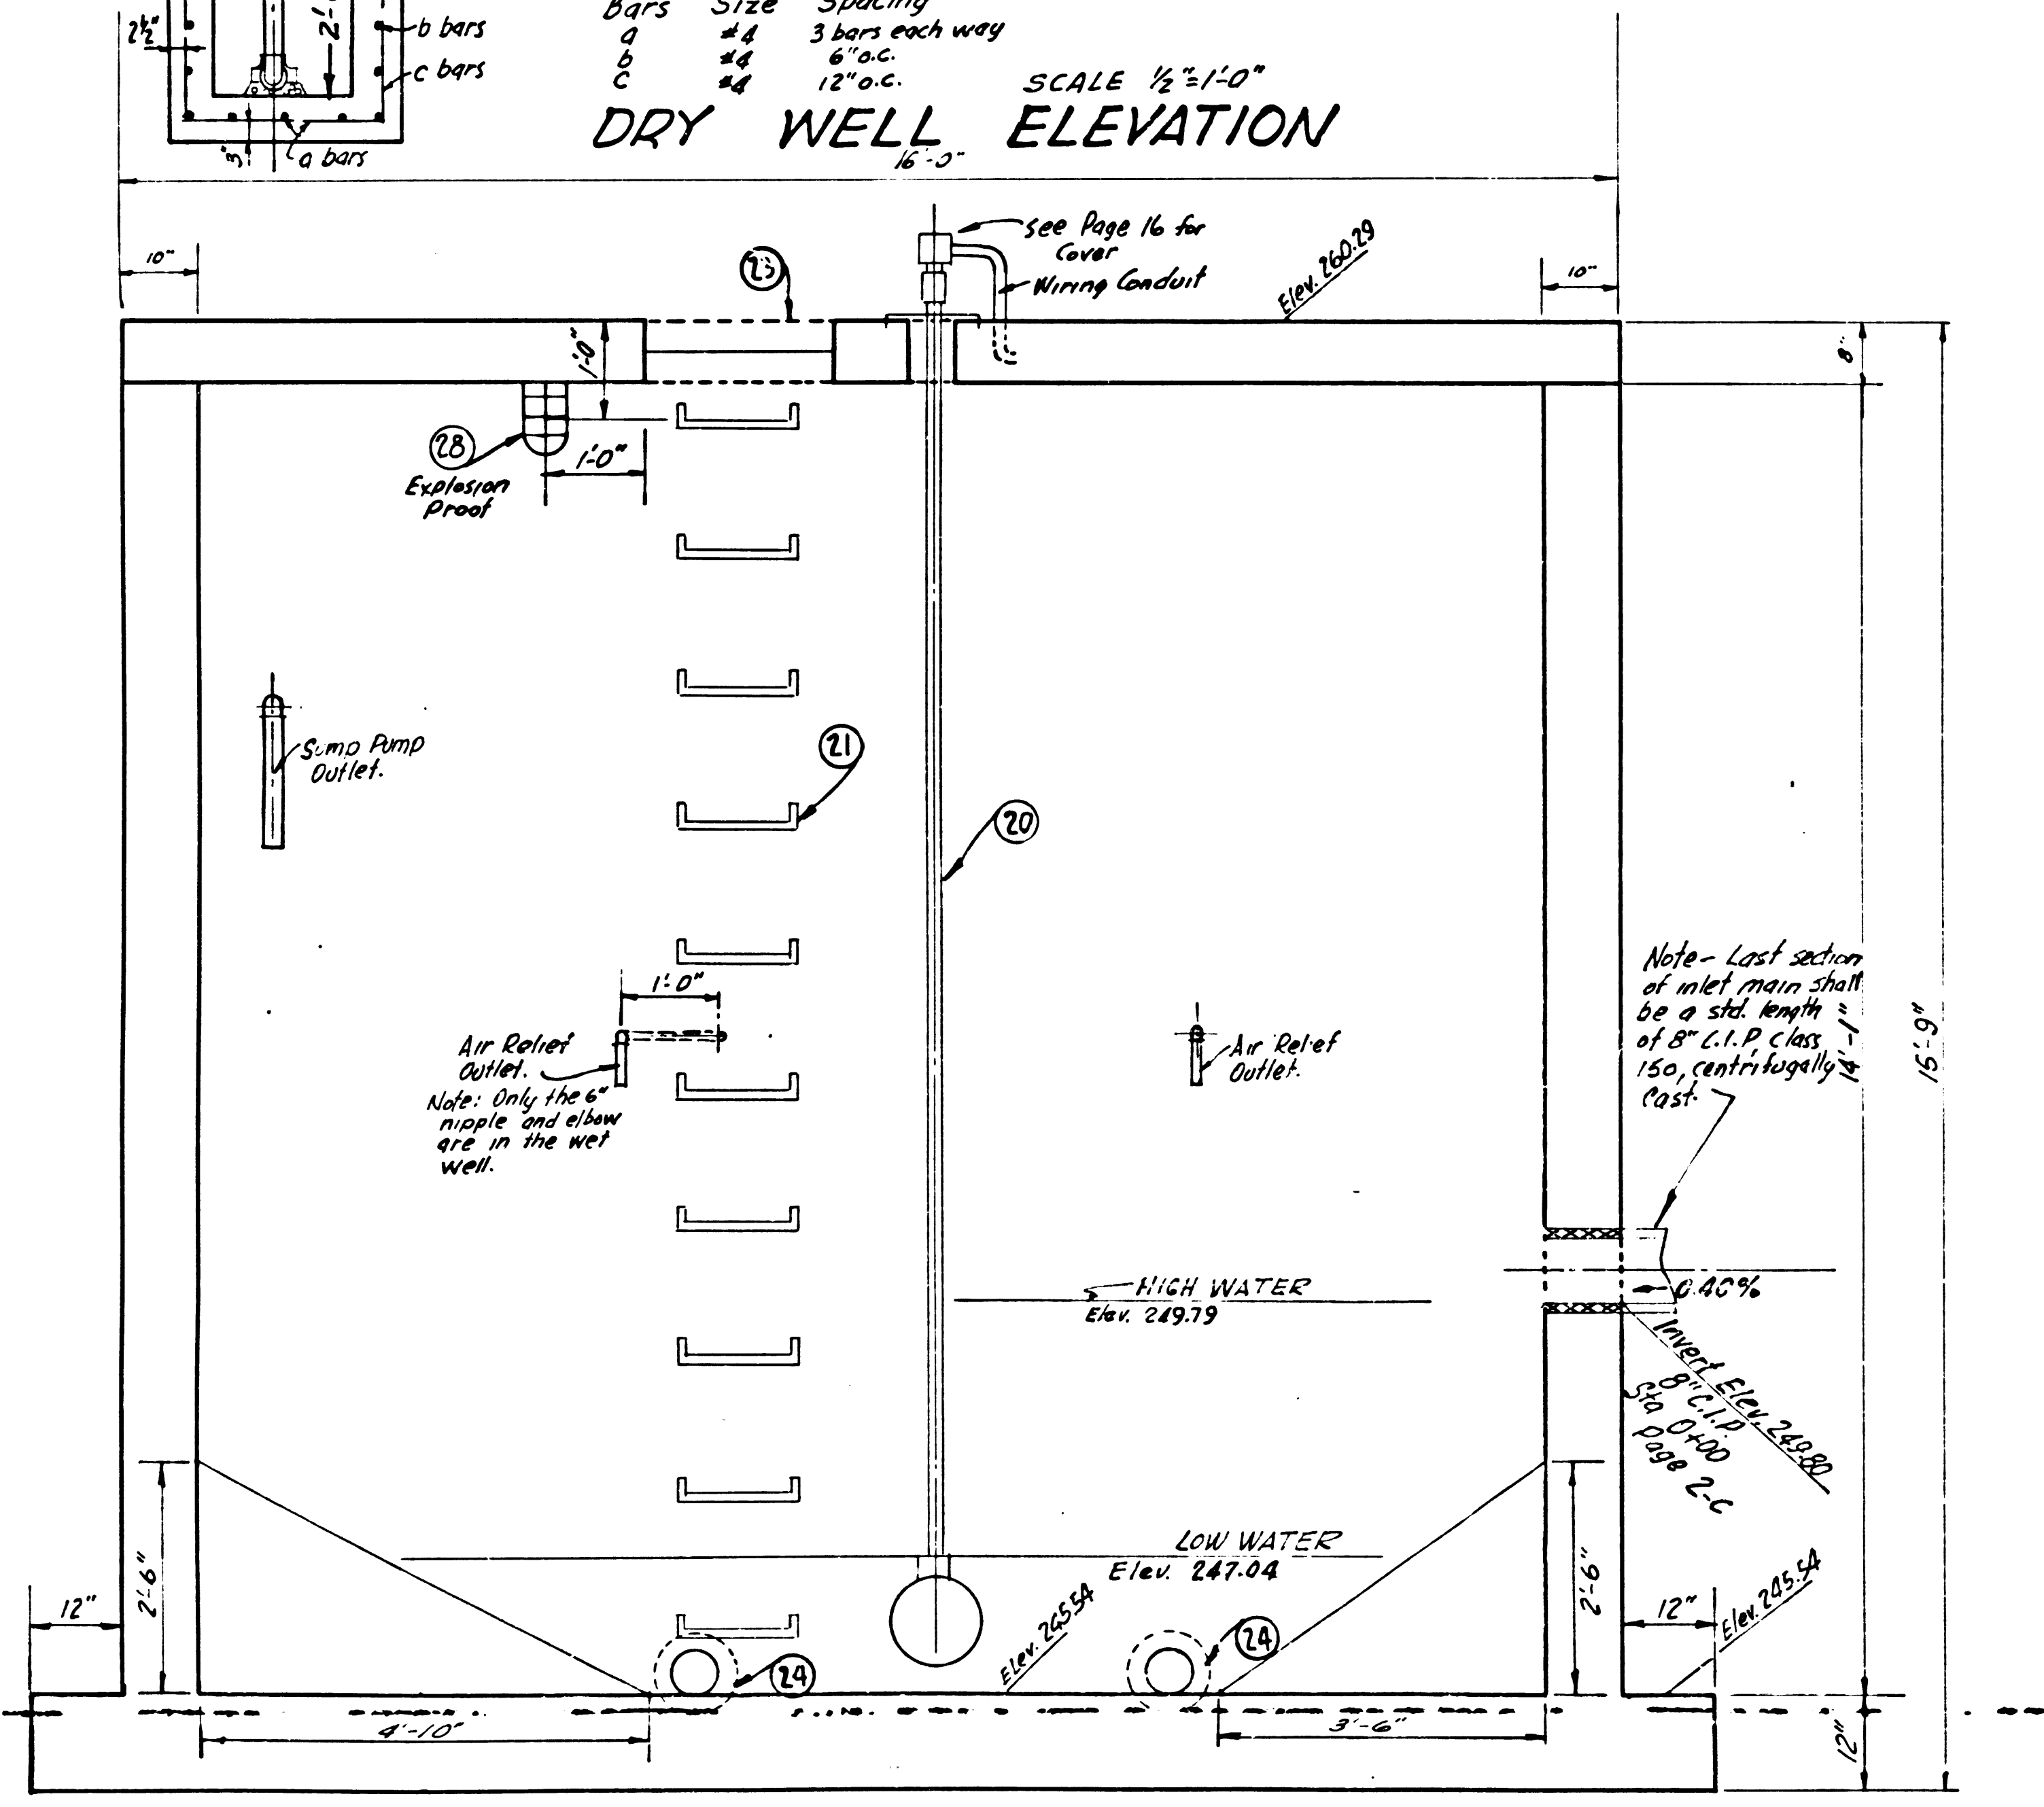 2½"
2'-
b bars
c bars
3"
a bars
Bars Size Spacing
a #4 3 bars each way
b #4 6" o.c.
c #4 12" o.c.
SCALE ½"=1'-0"
DRY WELL ELEVATION
16'-0"
10"
23
see Page 16 for
Cover
Wiring Conduit
Elev. 260.29
10"
1'-0"
8"
28
Explosion
Proof
1'-0"
Sump Pump
Outlet.
21
20
1'-0"
Air Relief
Outlet.
Note: Only the 6"
nipple and elbow
are in the wet
well.
Air Relief
Outlet.
Note- Last section
of inlet main shall
be a std. length
of 8" C.I.P class
150, centrifugally
Cast.
14'-1"
15'-9"
HIGH WATER
Elev. 249.79
0.40%
Invert Elev. 249.80
8" C.I.P.
Sta 0+00
Page 2-C
LOW WATER
Elev. 247.04
2'-6"
12"
Elev. 245.54
24
24
2'-6"
12"
Elev. 245.54
4'-10"
3'-6"
12"